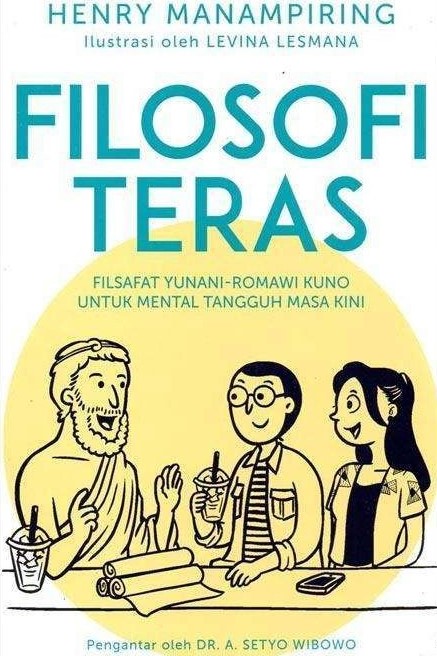 HENRY MANAMPIRING
Ilustrasi oleh LEVINA LESMANA
FILOSOFI
TERAS
FILSAFAT YUNANI-ROMAWI KUNO
UNTUK MENTAL TANGGUH MASA KINI
Pengantar oleh DR. A. SETYO WIBOWO